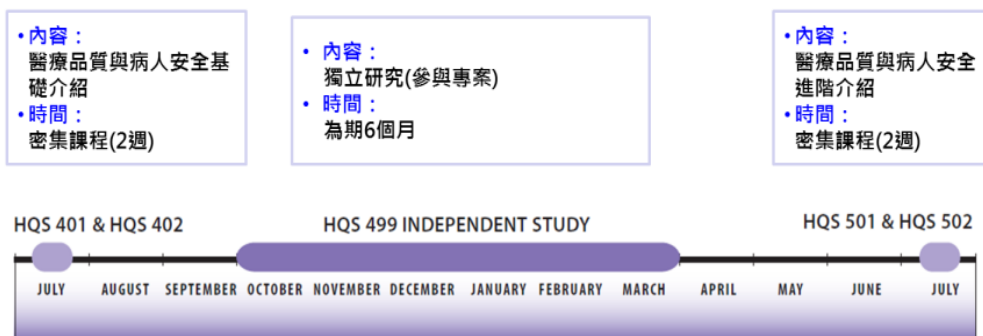 •內容：
醫療品質與病人安全基
礎介紹
•時間：
密集課程(2週)
• 內容：
獨立研究(參與專案)
• 時間：
為期6個月
•內容：
醫療品質與病人安全
進階介紹
•時間：
密集課程(2週)
HQS 401 & HQS 402
HQS 499 INDEPENDENT STUDY
HQS 501 & HQS 502
JULY AUGUST SEPTEMBER OCTOBER NOVEMBER DECEMBER JANUARY FEBRUARY MARCH APRIL MAY JUNE JULY